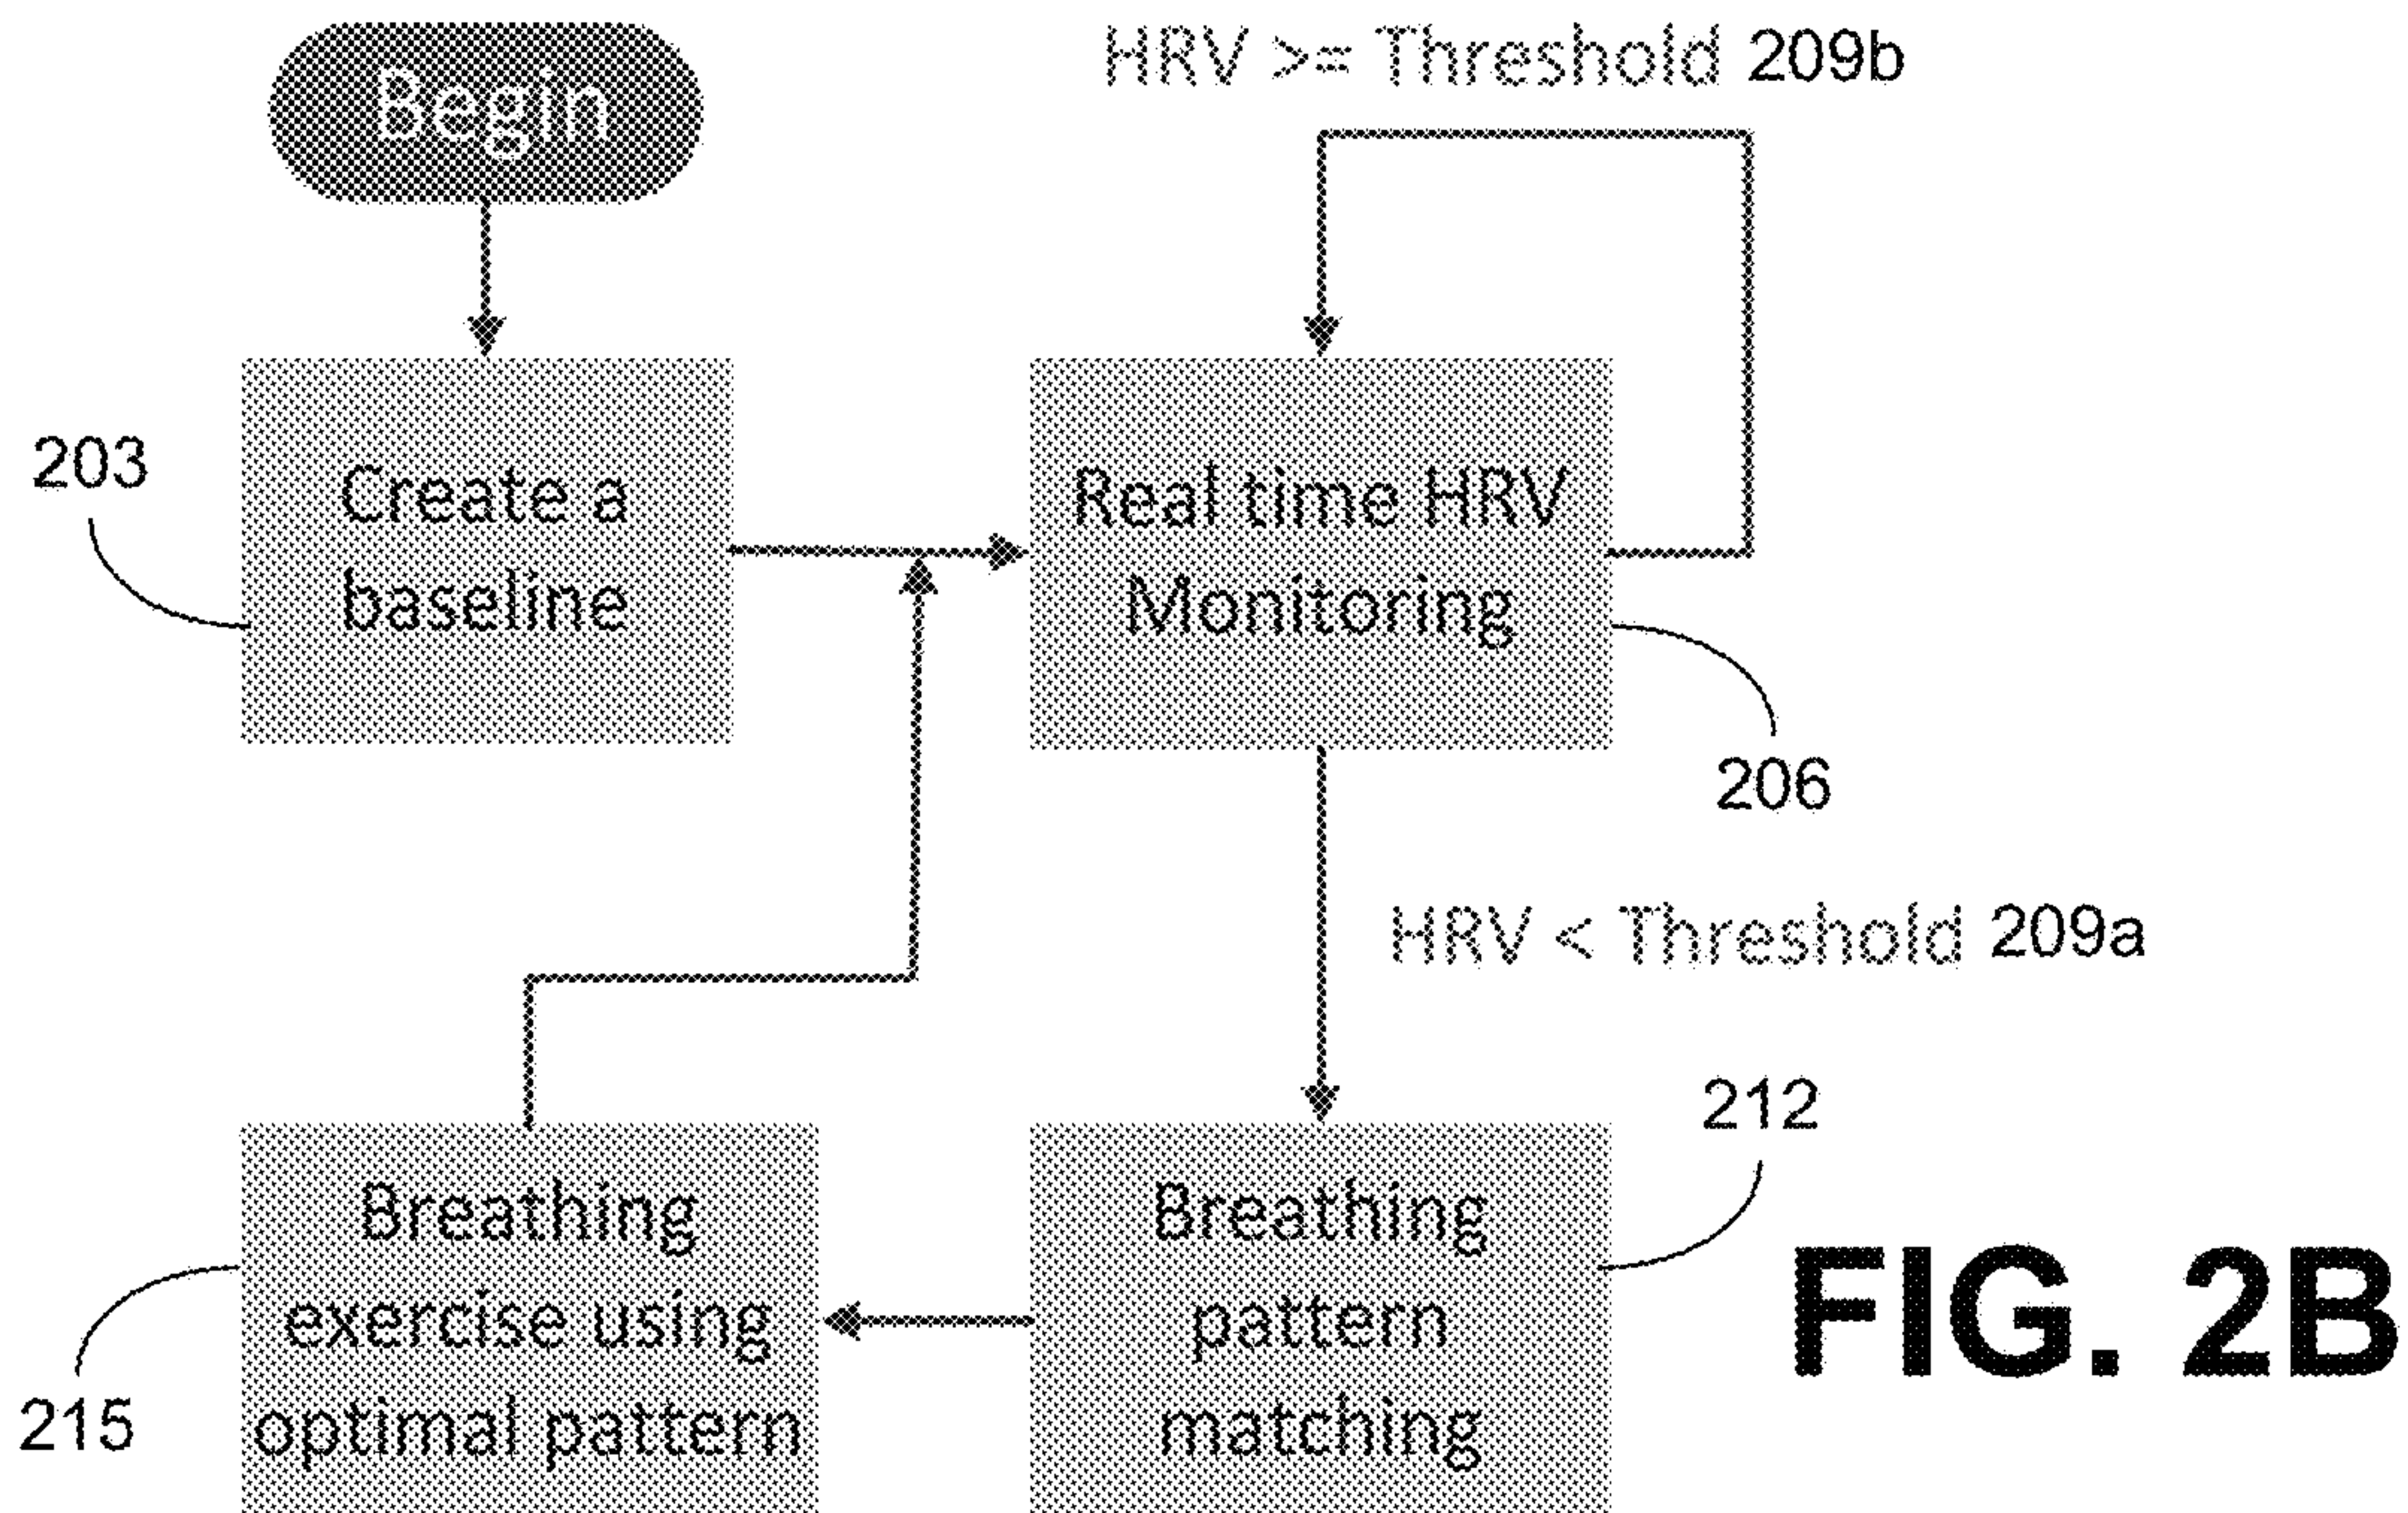 Begin
HRV >= Threshold 209b
203
Create a
baseline
Real time HRV
Monitoring
206
HRV < Threshold 209a
212
Breathing
exercise using
optimal pattern
215
Breathing
pattern
matching
FIG. 2B